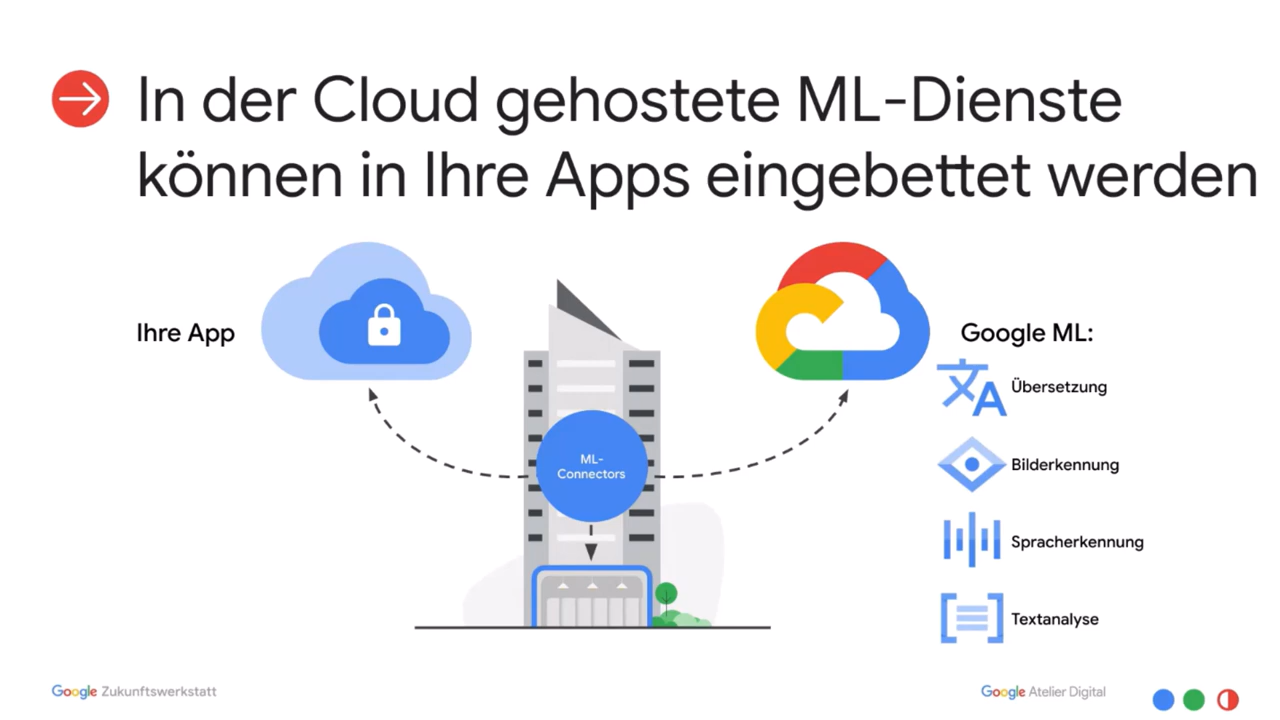 In der Cloud gehostete ML-Dienste
können in Ihre Apps eingebettet werden
Ihre App
Google ML:
Übersetzung
ML-
Connectors
Bilderkennung
Spracherkennung
Textanalyse
Google Zukunftswerkstatt
Google Atelier Digital